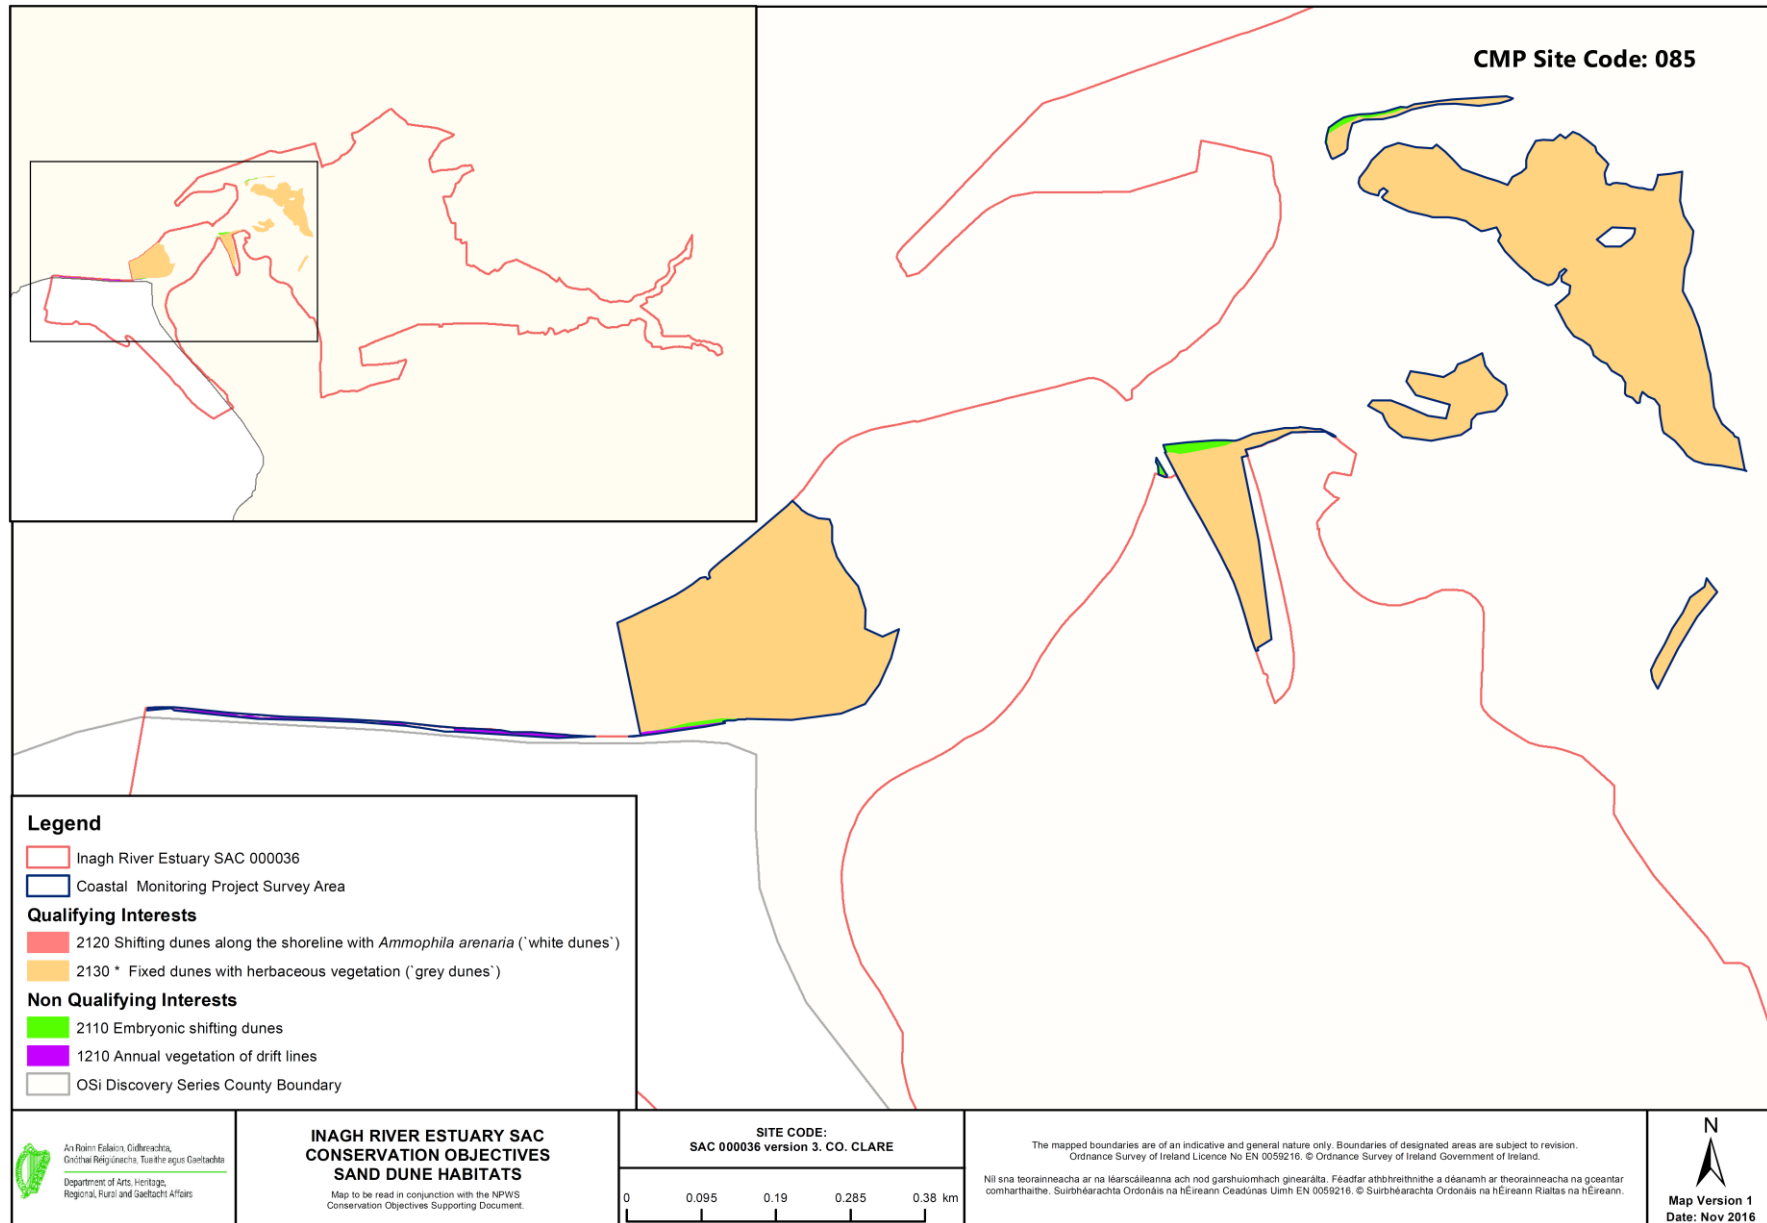 CMP Site Code: 085
Legend
Inagh River Estuary SAC 000036
Coastal Monitoring Project Survey Area
Qualifying Interests
2120 Shifting dunes along the shoreline with Ammophila arenaria (`white dunes`)
2130 * Fixed dunes with herbaceous vegetation (`grey dunes`)
Non Qualifying Interests
2110 Embryonic shifting dunes
1210 Annual vegetation of drift lines
OSi Discovery Series County Boundary
An Roinn Ealaíon, Oidhreachta,
Gnóthaí Réigiúnacha, Tuaithe agus Gaeltachta
Department of Arts, Heritage,
Regional, Rural and Gaeltacht Affairs
INAGH RIVER ESTUARY SAC
CONSERVATION OBJECTIVES
SAND DUNE HABITATS
Map to be read in conjunction with the NPWS
Conservation Objectives Supporting Document.
SITE CODE:
SAC 000036 version 3. CO. CLARE
0 0.095 0.19 0.285 0.38 km
The mapped boundaries are of an indicative and general nature only. Boundaries of designated areas are subject to revision.
Ordnance Survey of Ireland Licence No EN 0059216. © Ordnance Survey of Ireland Government of Ireland.
Níl sna teorainneacha ar na léarscáileanna ach nod garshuiomhach ginearálta. Féadfar athbhreithnithe a déanamh ar theorainneacha na gceantar
comharthaithe. Suirbhéarachta Ordonáis na hÉireann Ceadúnas Uimh EN 0059216. © Suirbhéarachta Ordonáis na hÉireann Rialtas na hÉireann.
N
Map Version 1
Date: Nov 2016